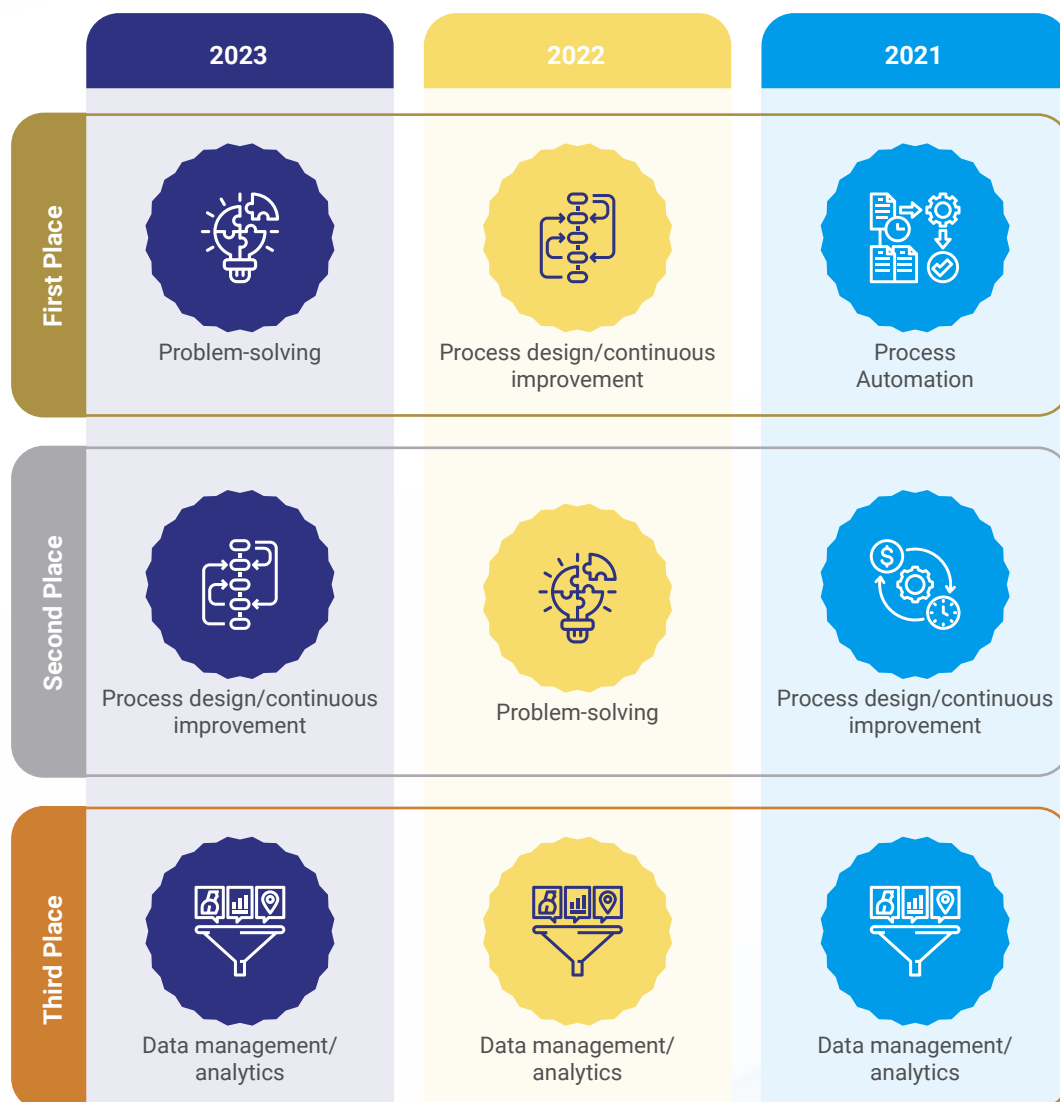 2023
2022
2021
First Place
Problem-solving
Process design/continuous
improvement
Process
Automation
Second Place
Process design/continuous
improvement
Problem-solving
Process design/continuous
improvement
Third Place
Data management/
analytics
Data management/
analytics
Data management/
analytics